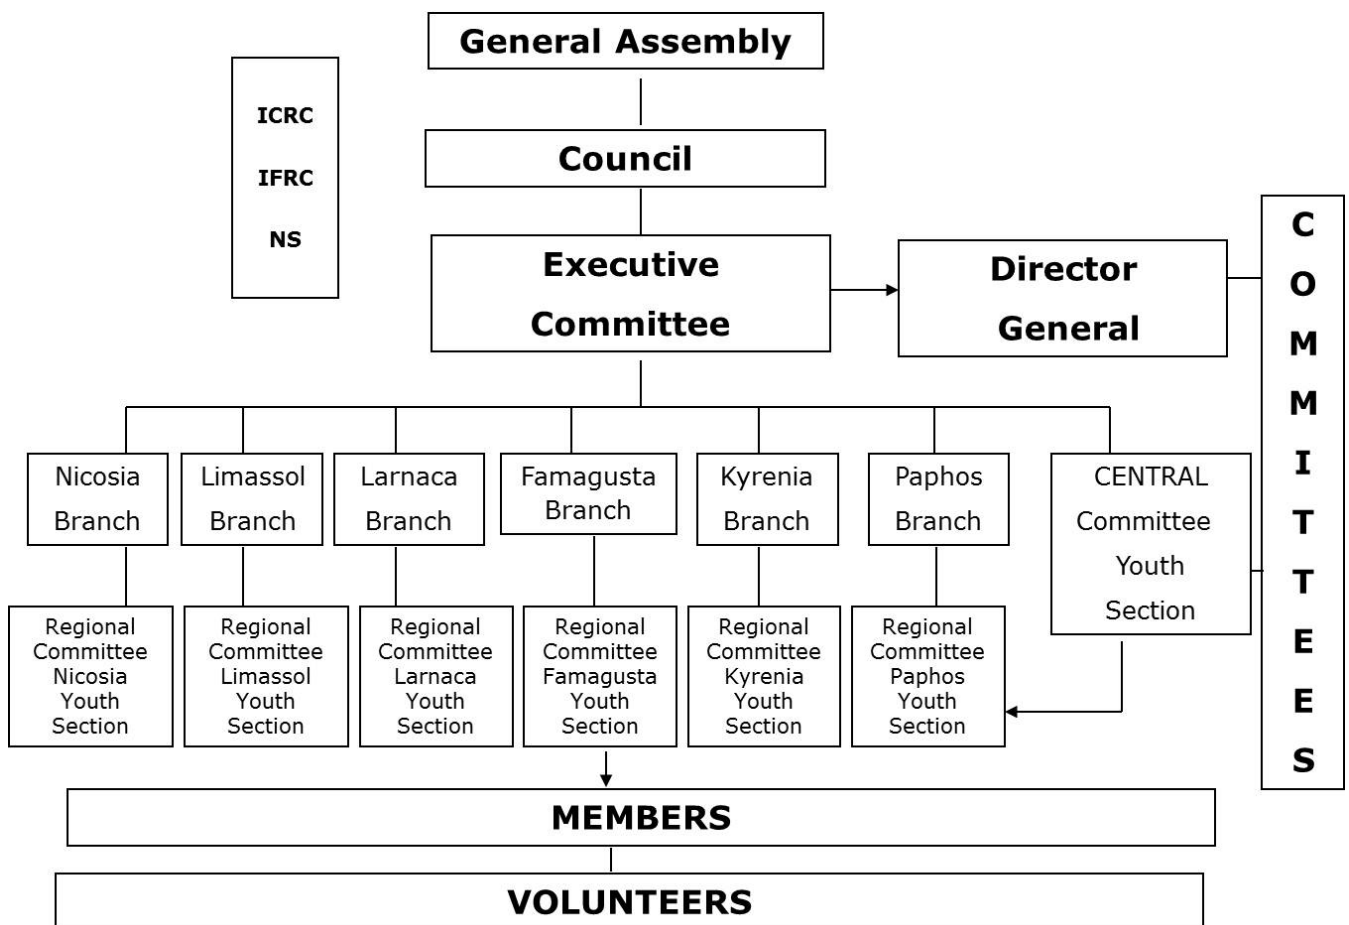 General Assembly
ICRC
IFRC
NS
Council
Executive
Committee
Director
General
COMMITTEES
Nicosia
Branch
Limassol
Branch
Larnaca
Branch
Famagusta
Branch
Kyrenia
Branch
Paphos
Branch
CENTRAL
Committee
Youth
Section
Regional
Committee
Nicosia
Youth
Section
Regional
Committee
Limassol
Youth
Section
Regional
Committee
Larnaca
Youth
Section
Regional
Committee
Famagusta
Youth
Section
Regional
Committee
Kyrenia
Youth
Section
Regional
Committee
Paphos
Youth
Section
MEMBERS
VOLUNTEERS